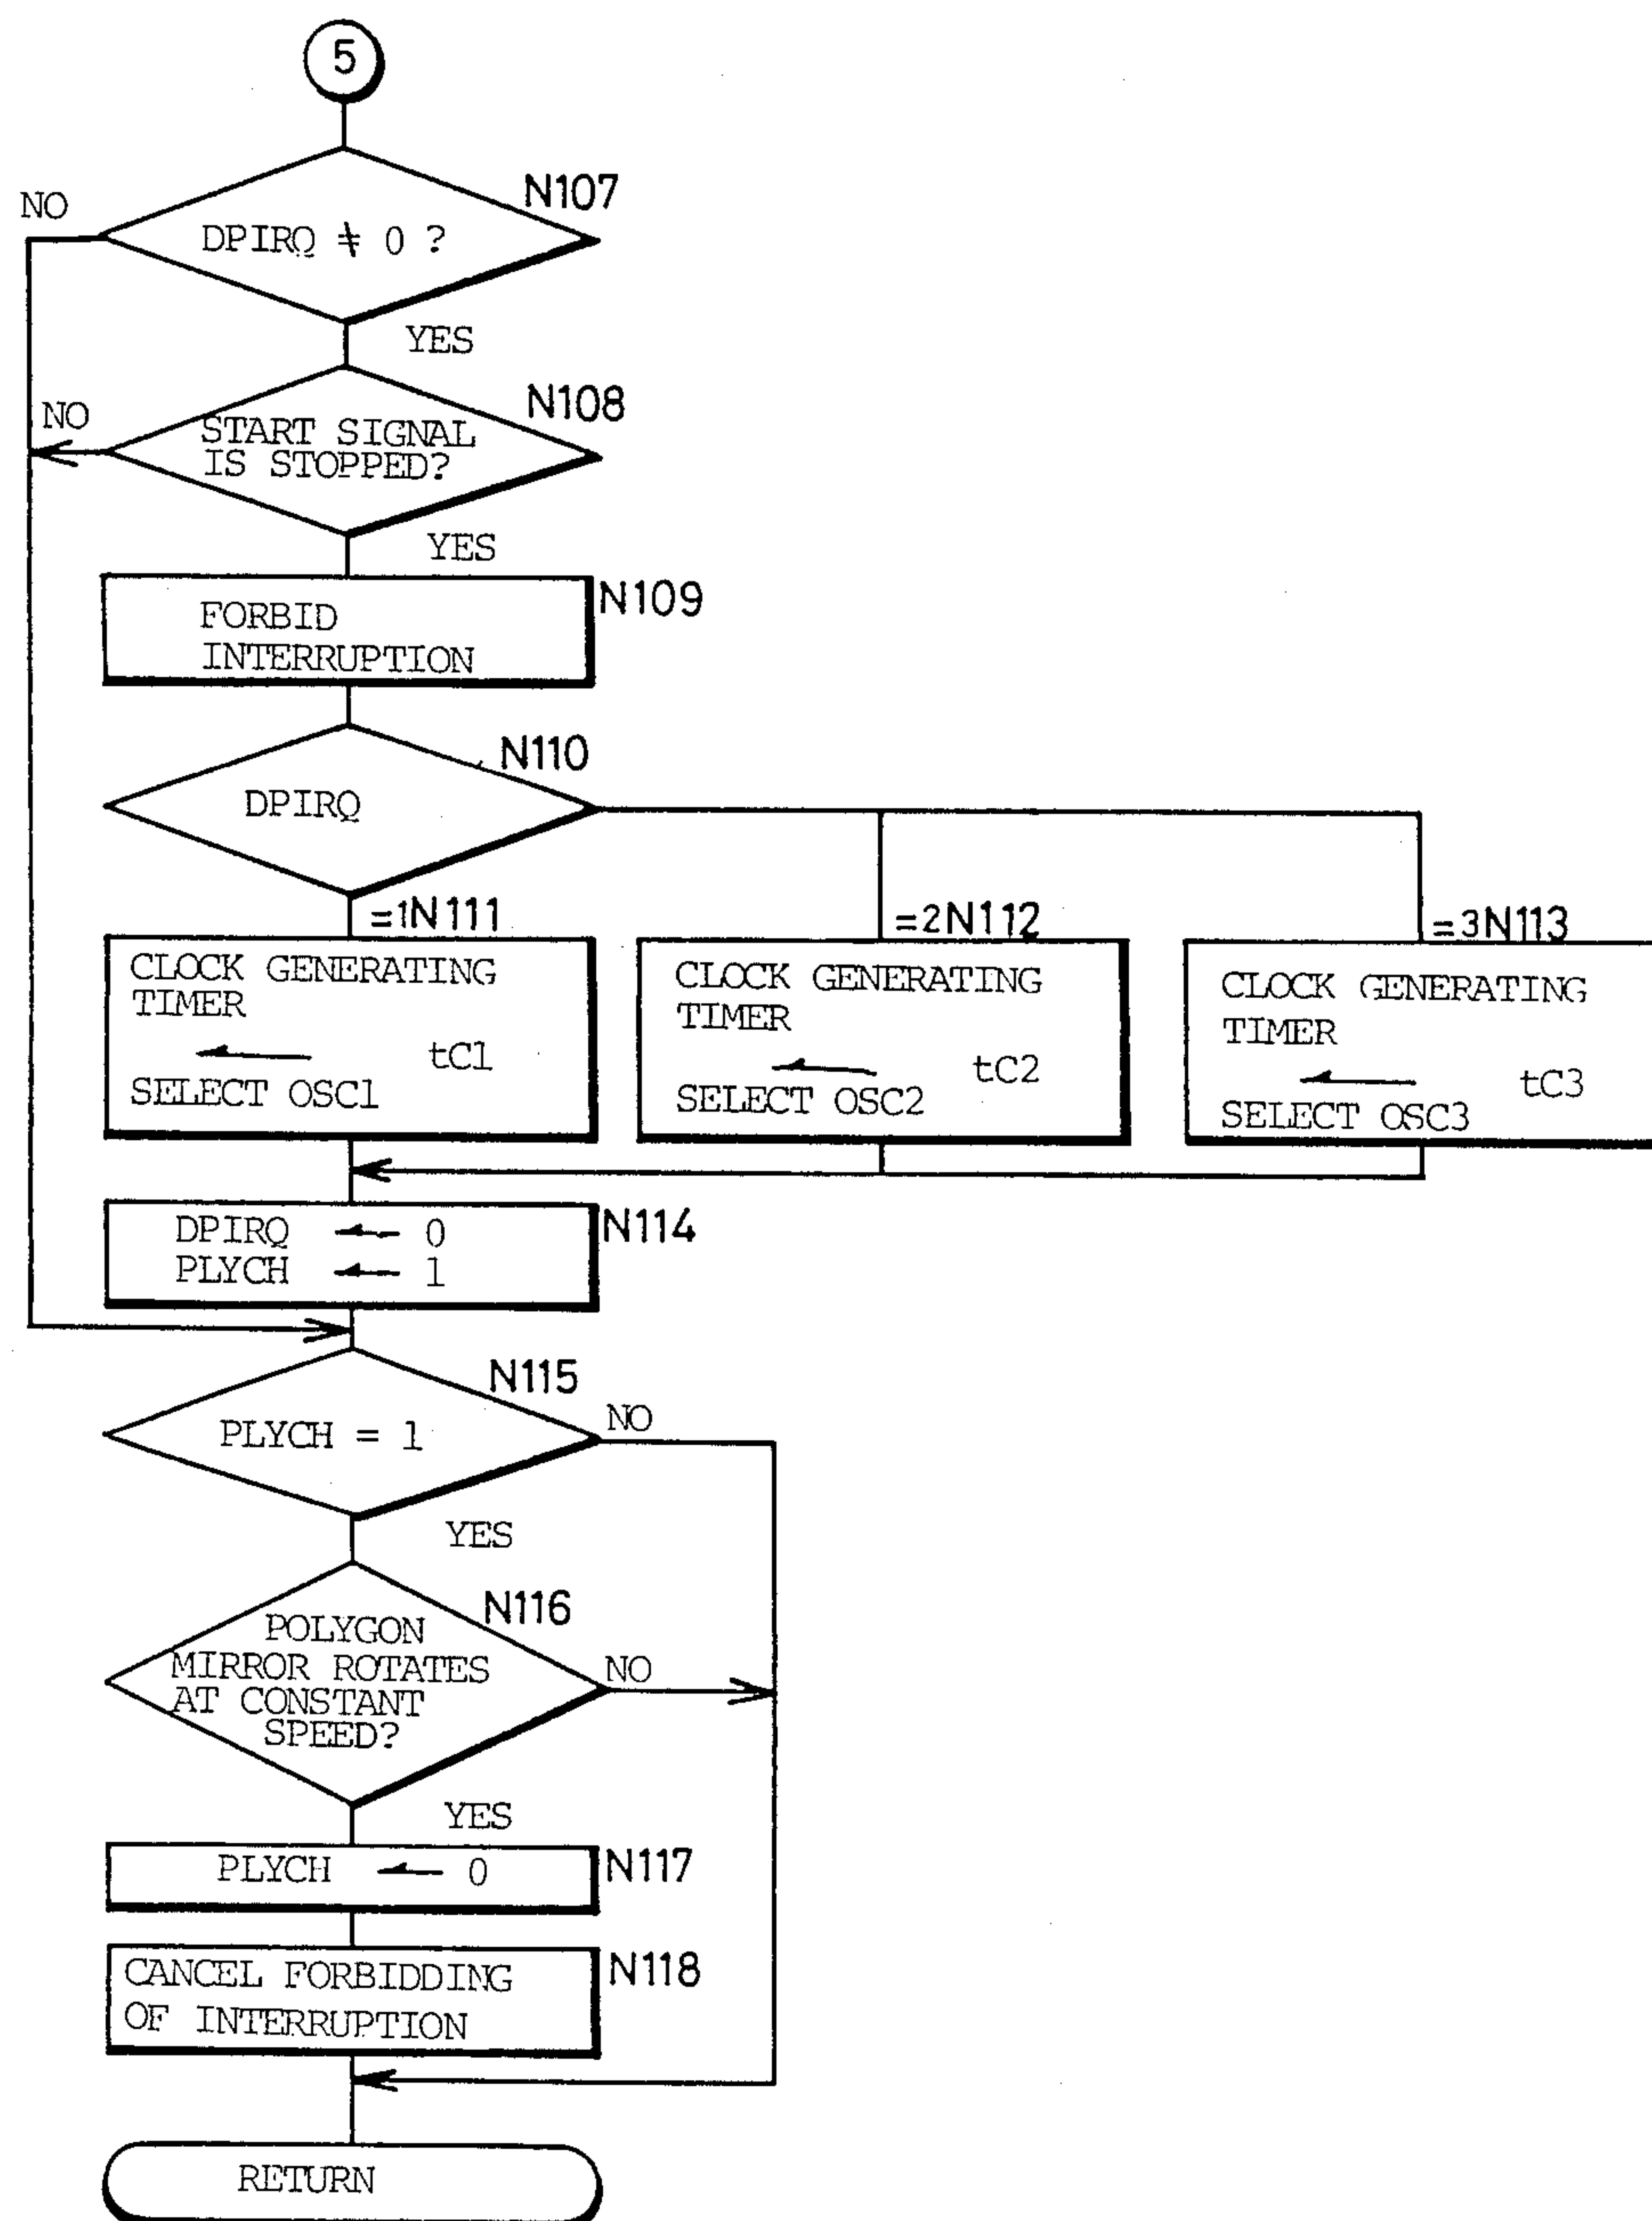 5
N107
NO
DPIRQ ≠ 0 ?
YES
N108
NO
START SIGNAL
IS STOPPED?
YES
N109
FORBID
INTERRUPTION
N110
DPIRQ
=1N111
CLOCK GENERATING
TIMER
← tC1
SELECT OSC1
=2N112
CLOCK GENERATING
TIMER
← tC2
SELECT OSC2
=3N113
CLOCK GENERATING
TIMER
← tC3
SELECT OSC3
N114
DPIRQ ← 0
PLYCH ← 1
N115
PLYCH = 1
NO
YES
N116
POLYGON
MIRROR ROTATES
AT CONSTANT
SPEED?
NO
YES
PLYCH ← 0
N117
CANCEL FORBIDDING
OF INTERRUPTION
N118
RETURN